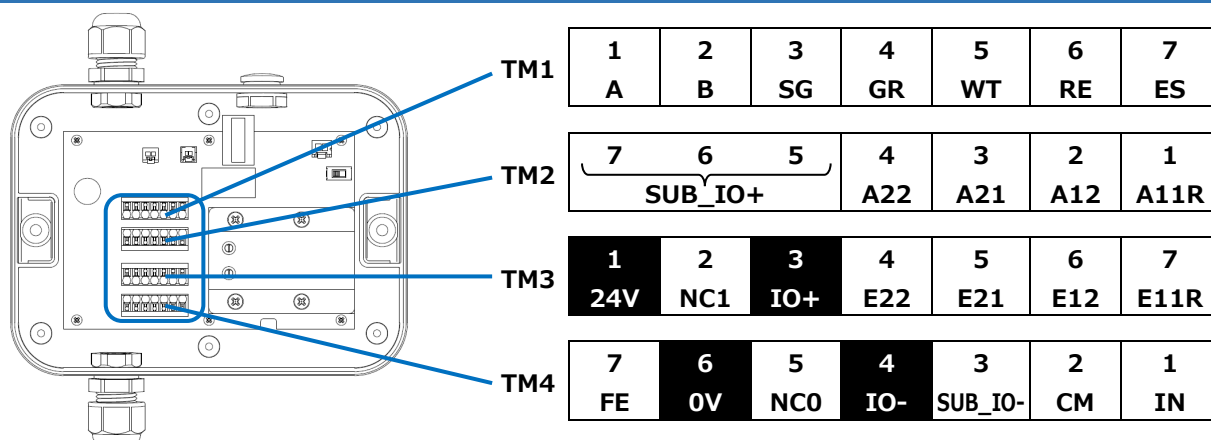 TM1
1 2 3 4 5 6 7
A B SG GR WT RE ES
TM2
7 6 5 4 3 2 1
SUB_IO+ A22 A21 A12 A11R
TM3
1 2 3 4 5 6 7
24V NC1 IO+ E22 E21 E12 E11R
TM4
7 6 5 4 3 2 1
FE 0V NC0 IO- SUB_IO- CM IN